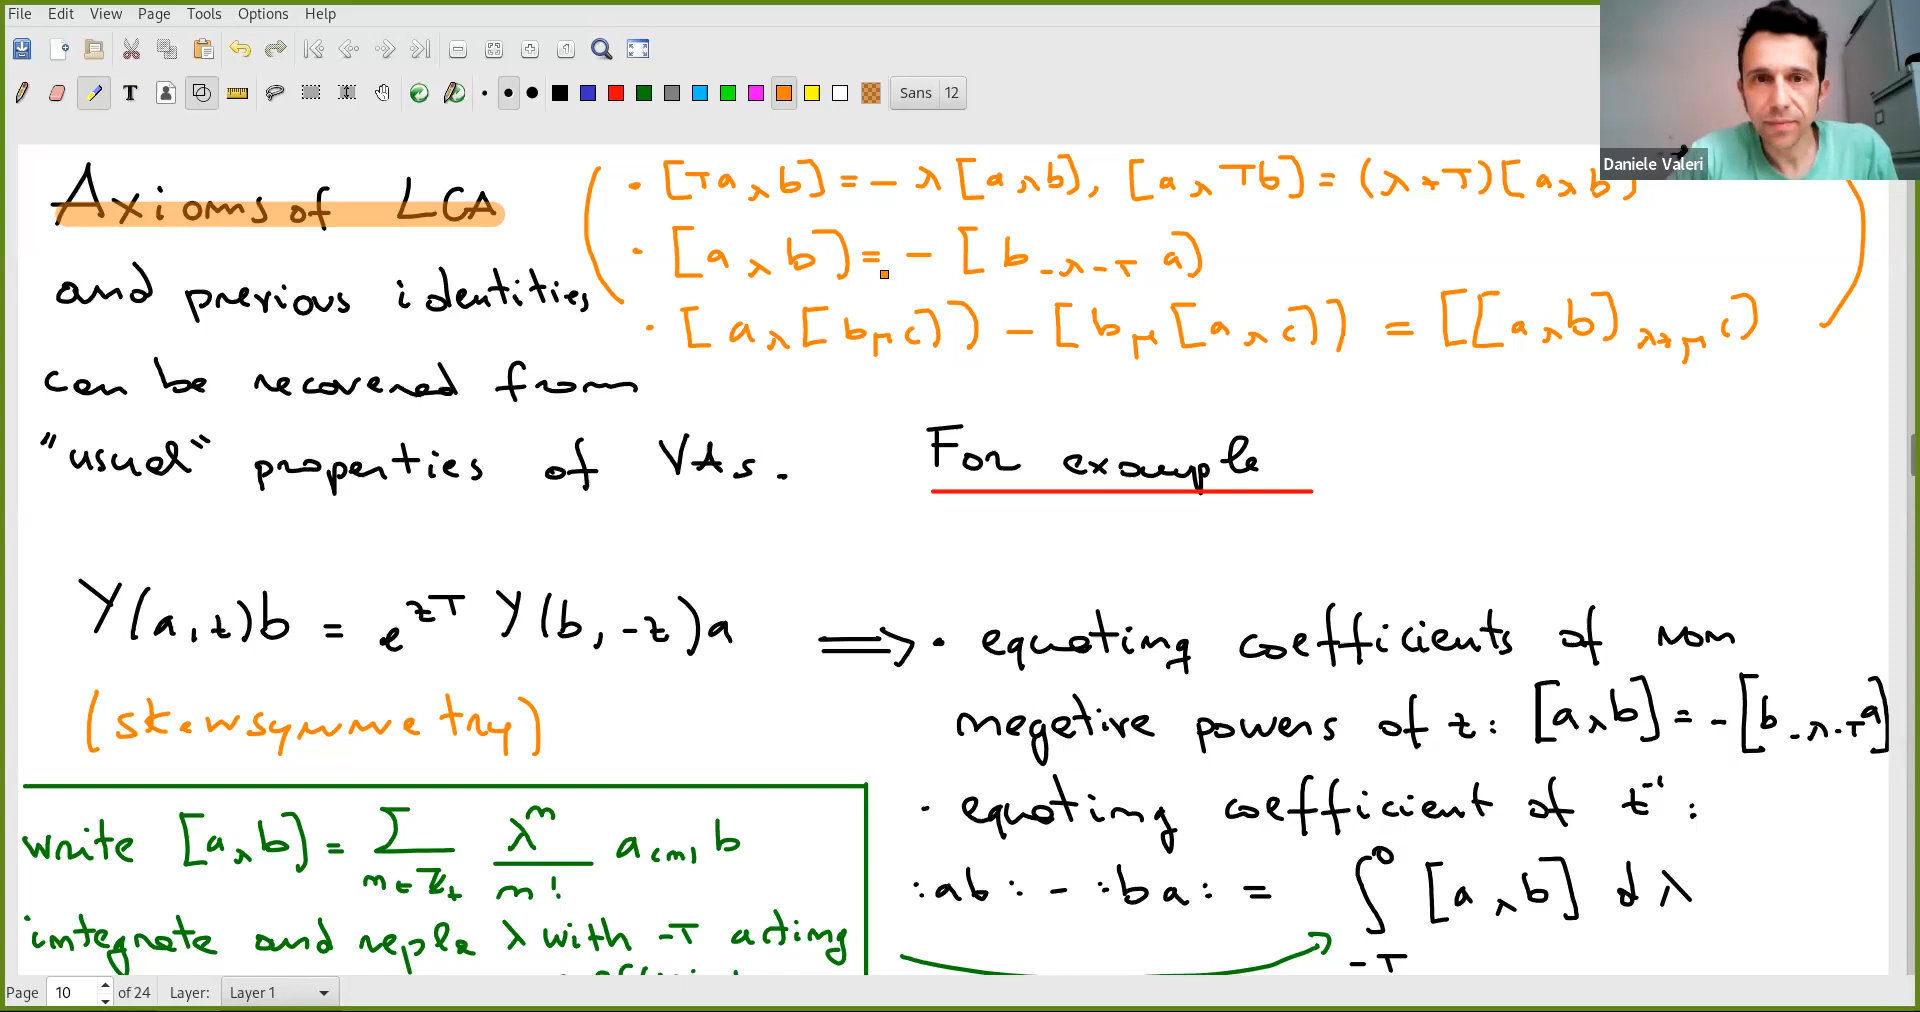 File Edit View Page Tools Options Help
Sans 12
Daniele Valeri
Axioms of LCA
and previous identities
can be recovered from
"usual" properties of VAs.
• [Ta λ b] = - λ [a λ b], [a λ Tb] = (λ+T) [a λ b]
• [a λ b] = - [b -λ-T a]
• [a λ [b μ c]] - [b μ [a λ c]] = [[a λ b] λ+μ c]
For example
Y(a,z)b = e^{zT} Y(b,-z)a
(skewsymmetry)
⟹ • equating coefficients of non
negetive powers of z: [a λ b] = - [b -λ-T a]
• equating coefficient of z^{-1} :
:ab: - :ba: = ∫_{-T}^{0} [a λ b] dλ
write [a λ b] = Σ_{n∈Z_+} λ^n / n! a_{(n)} b
integrate and repla λ with -T acting
Page 10 of 24 Layer: Layer 1